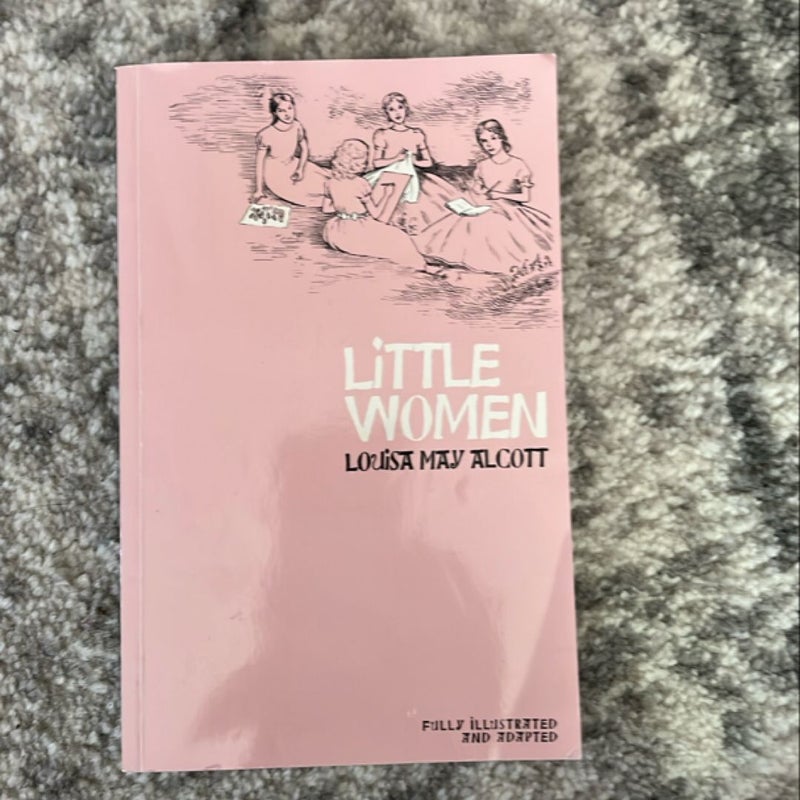 LiTTLE
WOMEN
LOUiSA MAY ALCOTT
FULLY iLLUSTRATED
AND ADAPTED